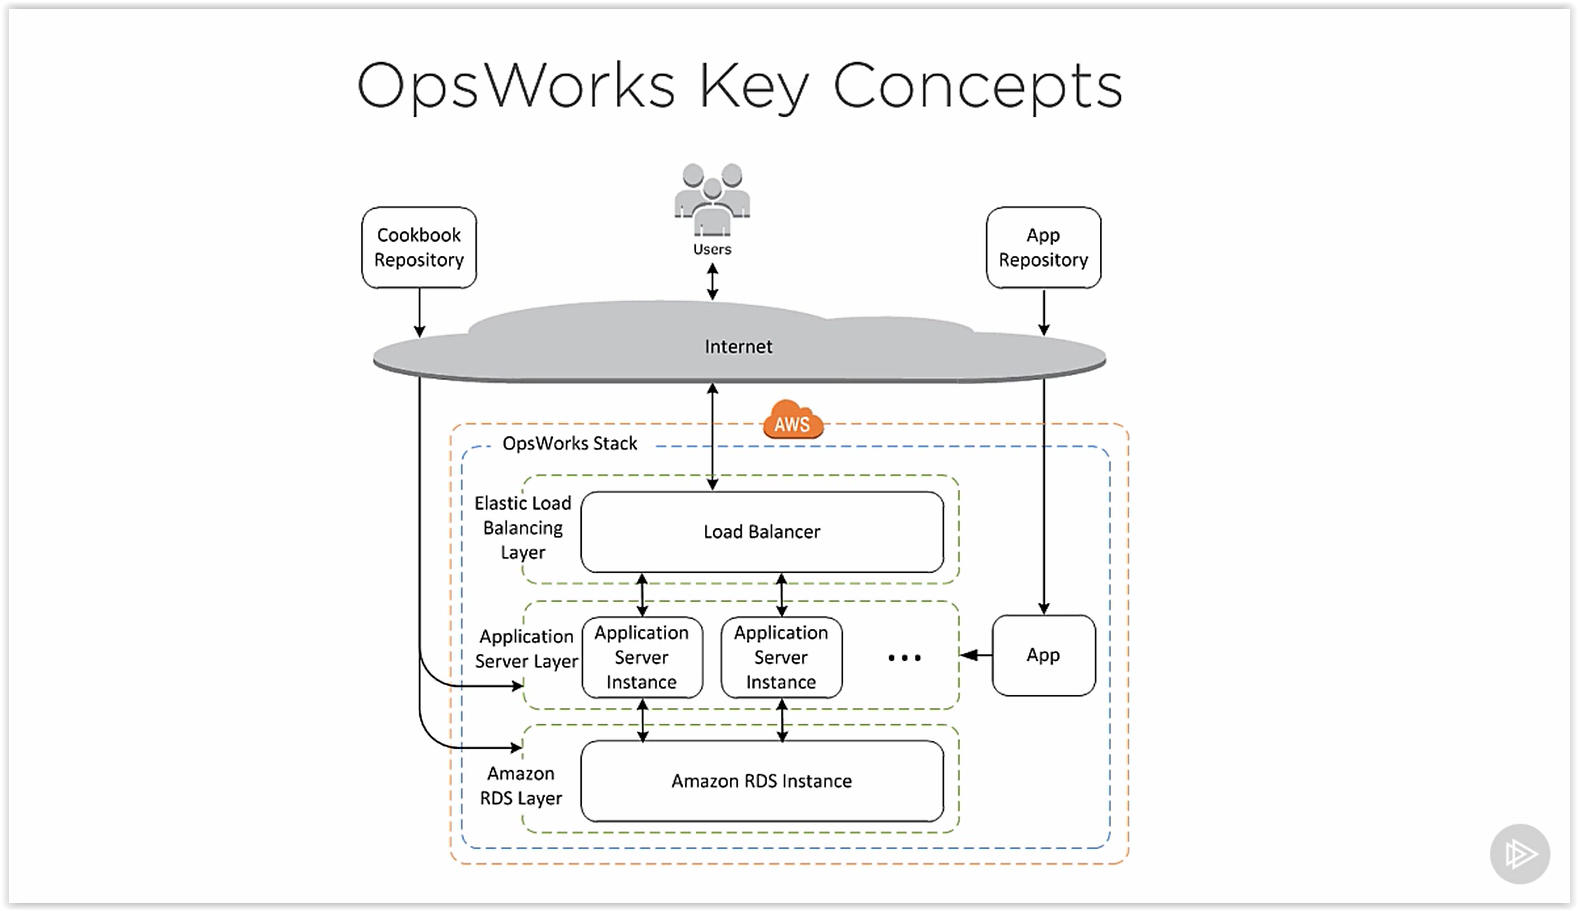 OpsWorks Key Concepts
Users
Cookbook
Repository
App
Repository
Internet
AWS
OpsWorks Stack
Elastic Load
Balancing
Layer
Load Balancer
Application
Server Layer
Application
Server
Instance
Application
Server
Instance
...
App
Amazon
RDS Layer
Amazon RDS Instance